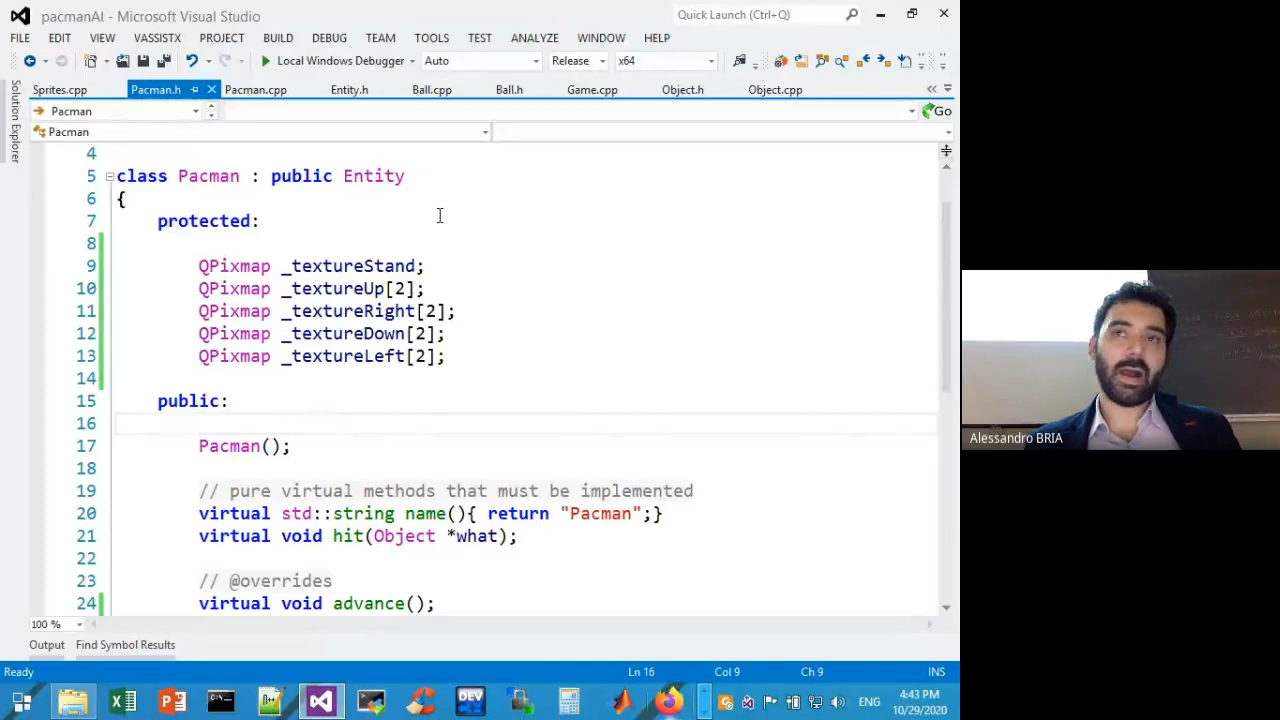 pacmanAI - Microsoft Visual Studio
Quick Launch (Ctrl+Q)
FILE EDIT VIEW VASSISTX PROJECT BUILD DEBUG TEAM TOOLS TEST ANALYZE WINDOW HELP
Local Windows Debugger Auto Release x64
Solution Explorer
Sprites.cpp Pacman.h Pacman.cpp Entity.h Ball.cpp Ball.h Game.cpp Object.h Object.cpp
Pacman Go
Pacman
4
5 class Pacman : public Entity
6 {
7 protected:
8
9 QPixmap _textureStand;
10 QPixmap _textureUp[2];
11 QPixmap _textureRight[2];
12 QPixmap _textureDown[2];
13 QPixmap _textureLeft[2];
14
15 public:
16
17 Pacman();
18
19 // pure virtual methods that must be implemented
20 virtual std::string name(){ return "Pacman";}
21 virtual void hit(Object *what);
22
23 // @overrides
24 virtual void advance();
100 %
Output Find Symbol Results
Ready Ln 16 Col 9 Ch 9 INS
DEV
ENG
4:43 PM
10/29/2020
Alessandro BRIA